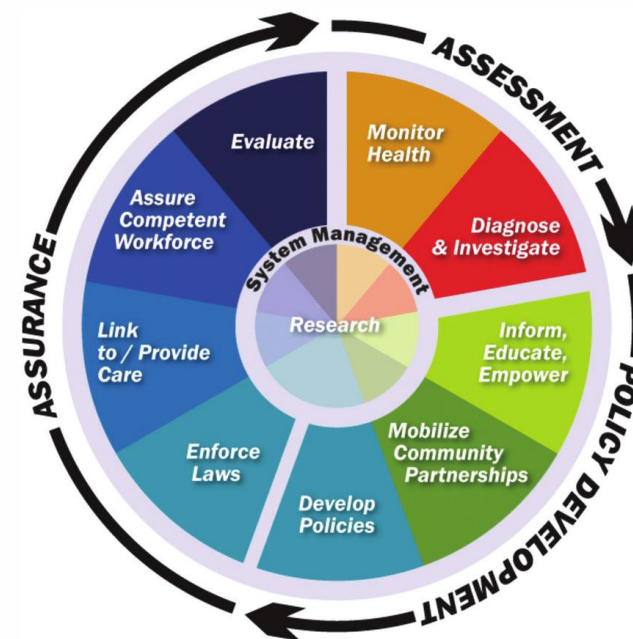 ASSESSMENT
POLICY DEVELOPMENT
ASSURANCE
Monitor
Health
Diagnose
& Investigate
Inform,
Educate,
Empower
Mobilize
Community
Partnerships
Develop
Policies
Enforce
Laws
Link
to / Provide
Care
Assure
Competent
Workforce
Evaluate
System Management
Research